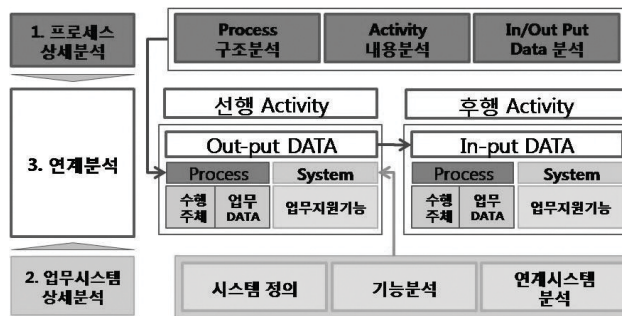 1. 프로세스
상세분석
Process
구조분석
Activity
내용분석
In/Out Put
Data 분석
선행 Activity
후행 Activity
3. 연계분석
Out-put DATA
In-put DATA
Process
System
Process
System
수행
주체
업무
DATA
업무지원기능
수행
주체
업무
DATA
업무지원기능
2. 업무시스템
상세분석
시스템 정의
기능분석
연계시스템
분석